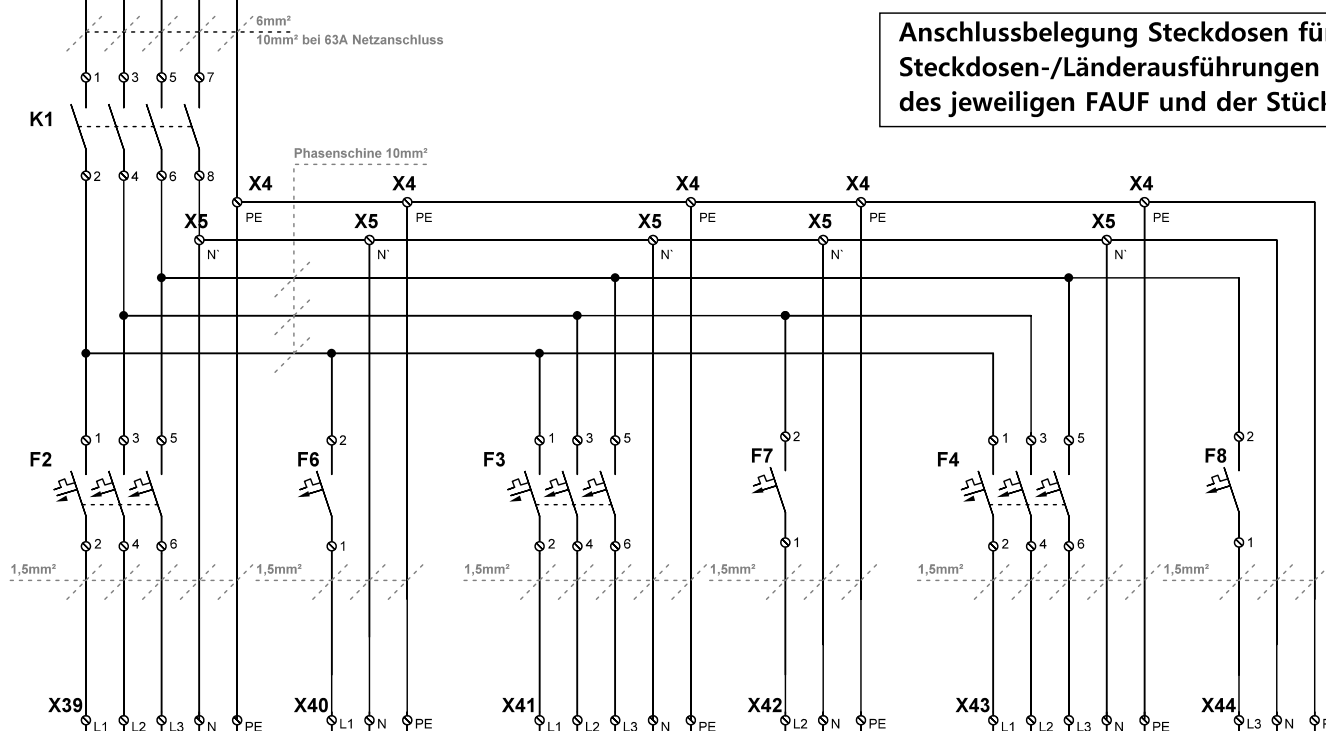 6mm²
10mm² bei 63A Netzanschluss
Anschlussbelegung Steckdosen für
Steckdosen-/Länderausführungen
des jeweiligen FAUF und der Stück
1 3 5 7
K1
Phasenschine 10mm²
2 4 6 8
X4 X4 X4 X4 X4
PE PE PE PE PE
X5 X5 X5 X5 X5
N` N` N` N` N`
1 3 5 2 1 3 5 2 1 3 5 2
F2 F6 F3 F7 F4 F8
2 4 6 1 2 4 6 1 2 4 6 1
1,5mm² 1,5mm² 1,5mm² 1,5mm² 1,5mm² 1,5mm²
X39 X40 X41 X42 X43 X44
L1 L2 L3 N PE L1 N PE L1 L2 L3 N PE L2 N PE L1 L2 L3 N PE L3 N